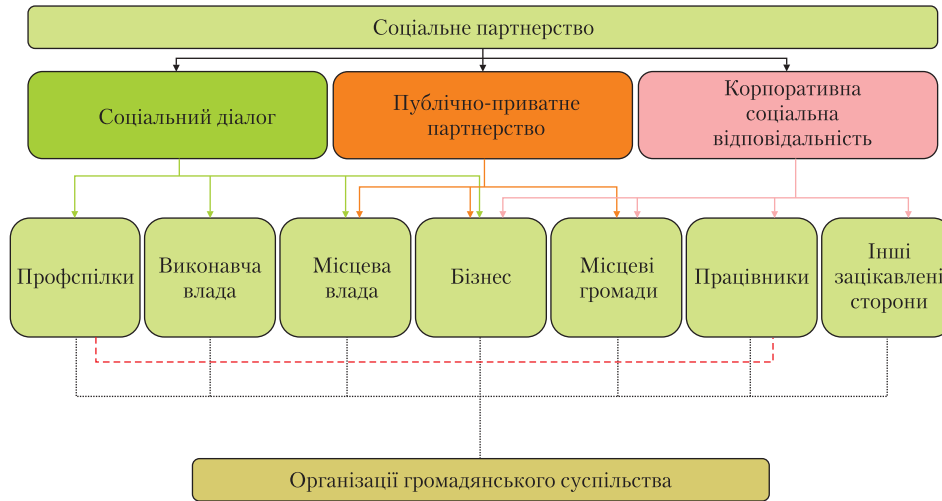 Соціальне партнерство
Соціальний діалог
Публічно-приватне
партнерство
Корпоративна
соціальна
відповідальність
Профспілки
Виконавча
влада
Місцева
влада
Бізнес
Місцеві
громади
Працівники
Інші
зацікавлені
сторони
Організації громадянського суспільства